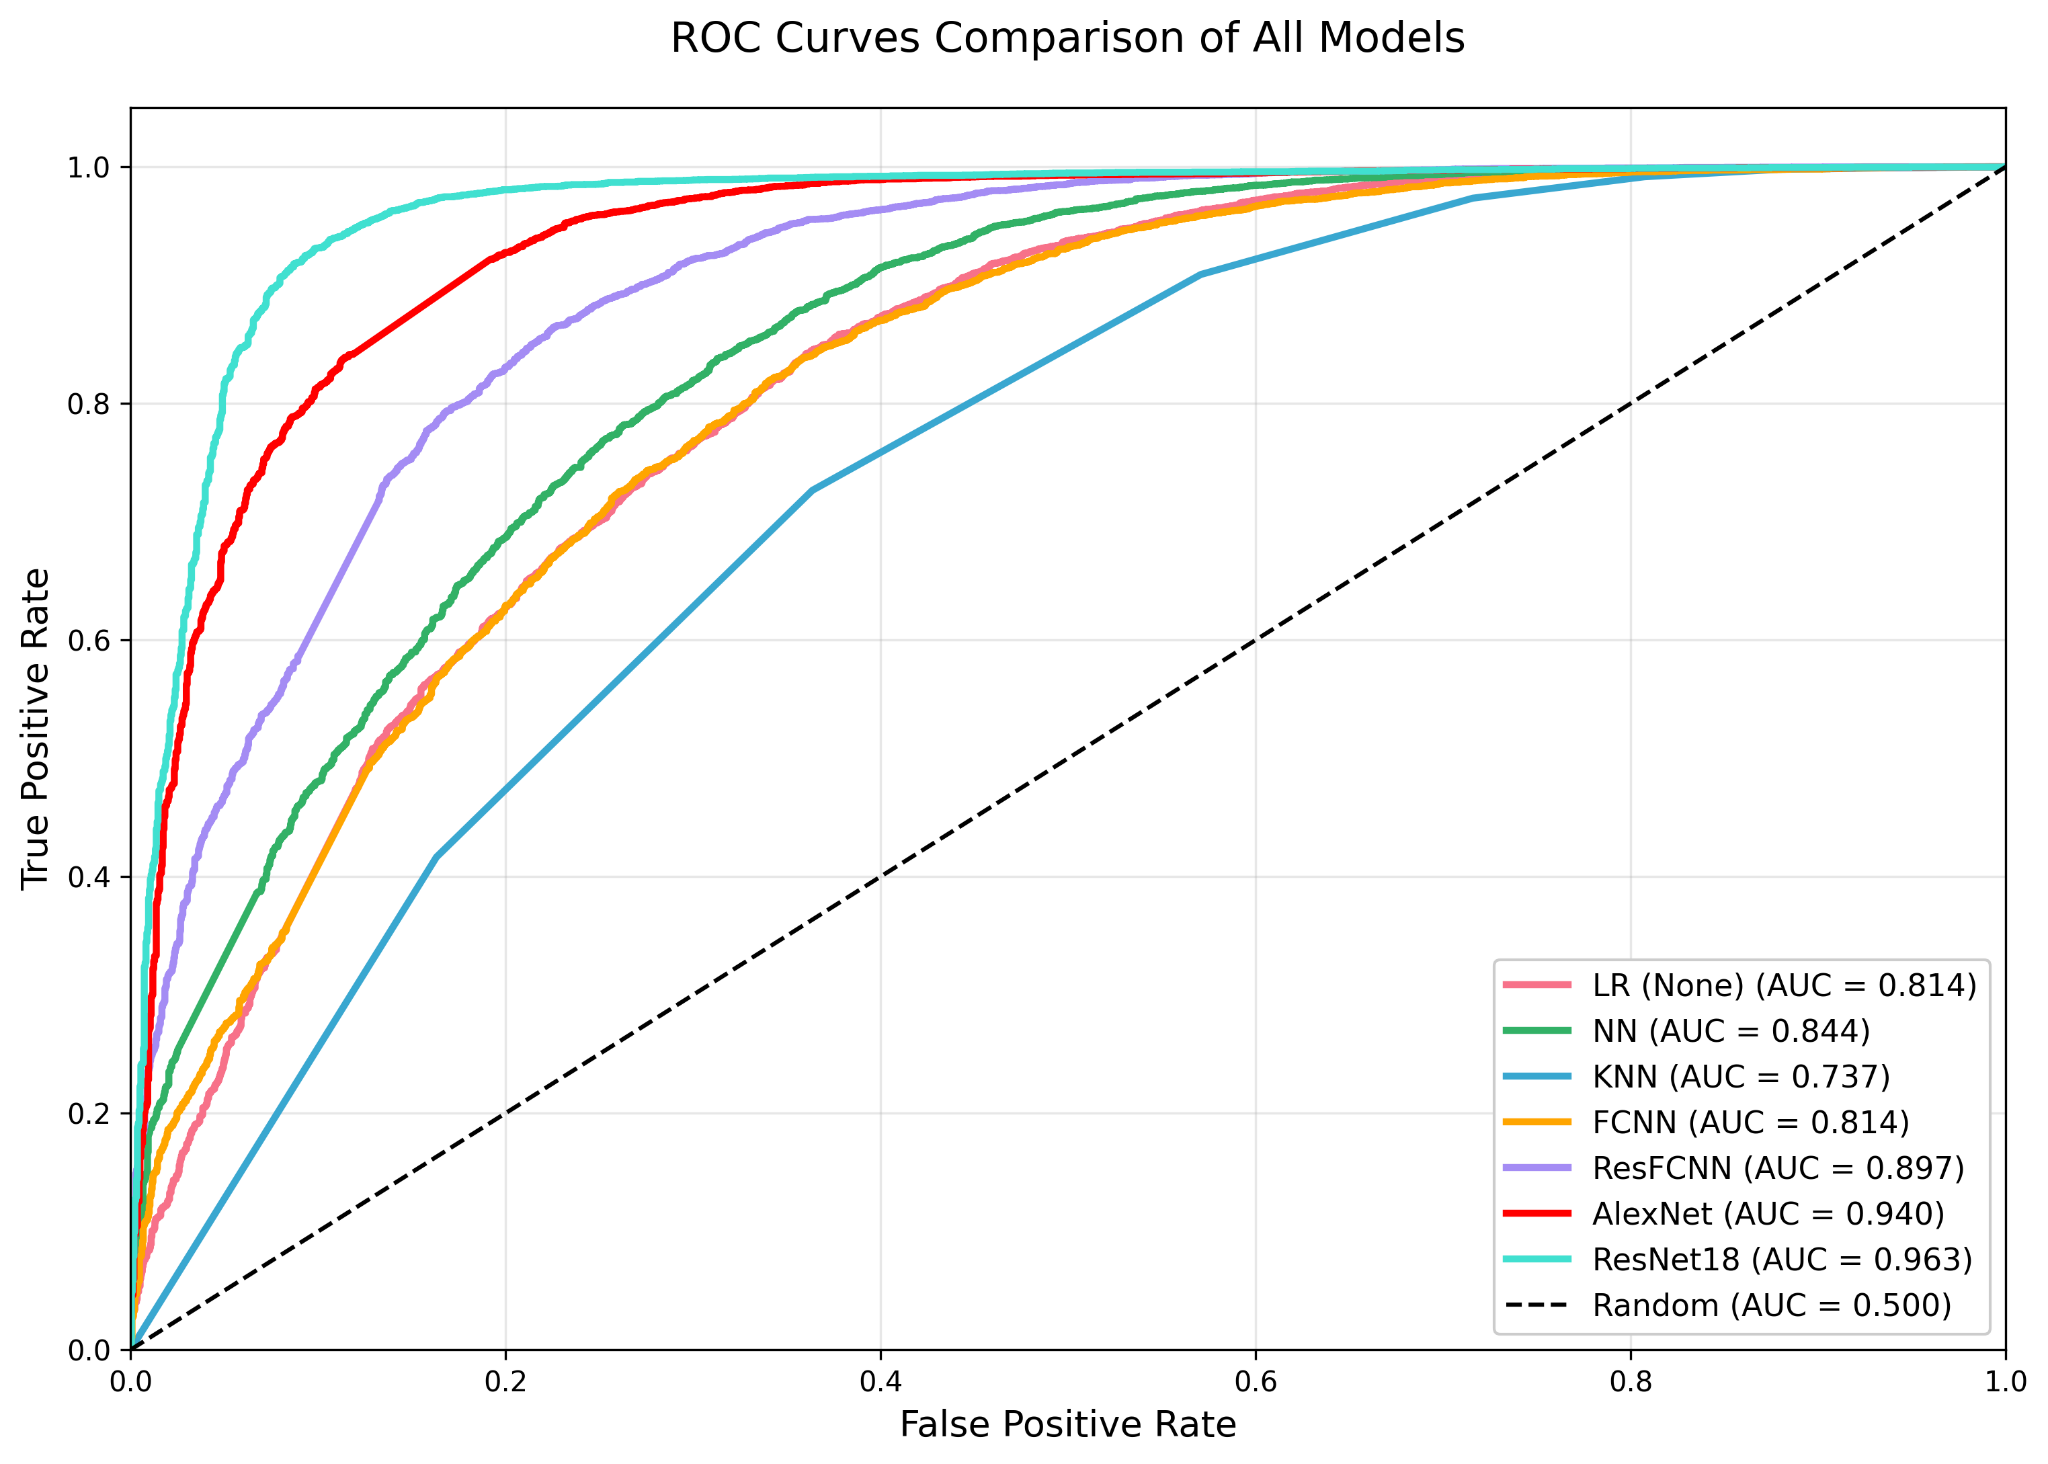 ROC Curves Comparison of All Models
1.0
0.8
0.6
0.4
0.2
0.0
True Positive Rate
LR (None) (AUC = 0.814)
NN (AUC = 0.844)
KNN (AUC = 0.737)
FCNN (AUC = 0.814)
ResFCNN (AUC = 0.897)
AlexNet (AUC = 0.940)
ResNet18 (AUC = 0.963)
Random (AUC = 0.500)
0.0 0.2 0.4 0.6 0.8 1.0
False Positive Rate